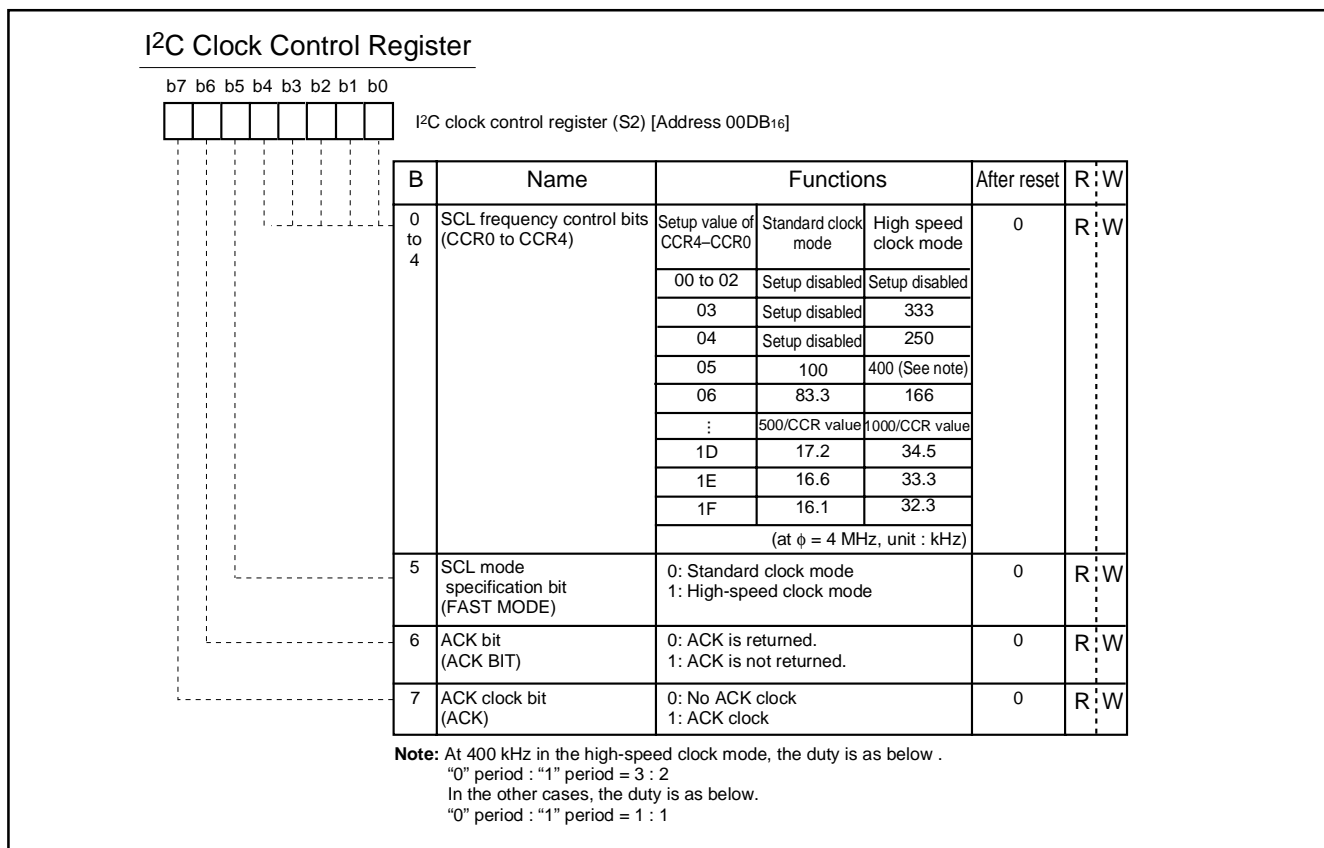 I2C Clock Control Register
b7 b6 b5 b4 b3 b2 b1 b0
I2C clock control register (S2) [Address 00DB16]
B Name Functions After reset R W
0 to 4 SCL frequency control bits (CCR0 to CCR4) 0 R W
Setup value of CCR4–CCR0 Standard clock mode High speed clock mode
00 to 02 Setup disabled Setup disabled
03 Setup disabled 333
04 Setup disabled 250
05 100 400 (See note)
06 83.3 166
⋮ 500/CCR value 1000/CCR value
1D 17.2 34.5
1E 16.6 33.3
1F 16.1 32.3
(at ϕ = 4 MHz, unit : kHz)
5 SCL mode 0: Standard clock mode 0 R W
specification bit 1: High-speed clock mode
(FAST MODE)
6 ACK bit 0: ACK is returned. 0 R W
(ACK BIT) 1: ACK is not returned.
7 ACK clock bit 0: No ACK clock 0 R W
(ACK) 1: ACK clock
Note: At 400 kHz in the high-speed clock mode, the duty is as below .
“0” period : “1” period = 3 : 2
In the other cases, the duty is as below.
“0” period : “1” period = 1 : 1